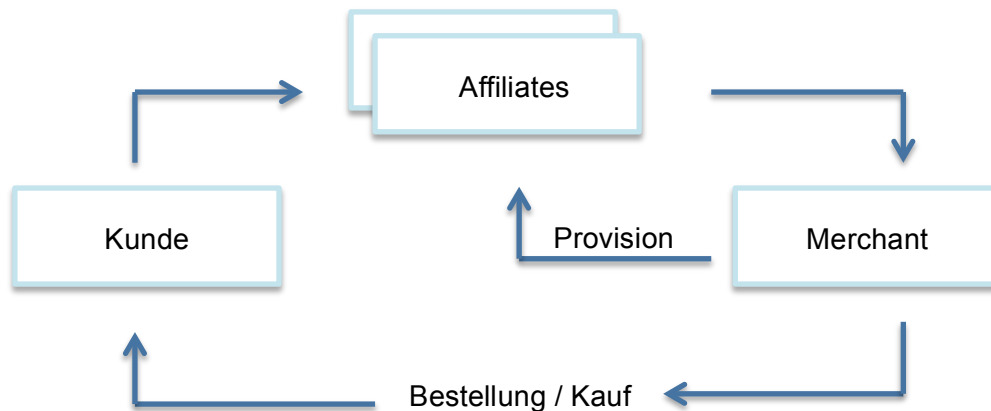 Affiliates
Kunde
Provision
Merchant
Bestellung / Kauf